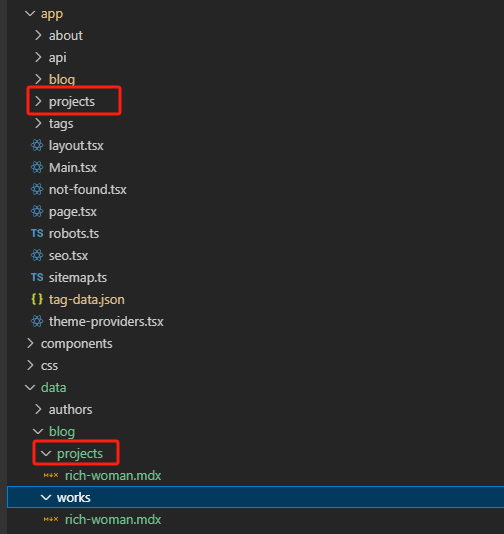 app
about
api
blog
projects
tags
layout.tsx
Main.tsx
not-found.tsx
page.tsx
TS robots.ts
seo.tsx
TS sitemap.ts
{} tag-data.json
theme-providers.tsx
components
css
data
authors
blog
projects
M↓× rich-woman.mdx
works
M↓× rich-woman.mdx